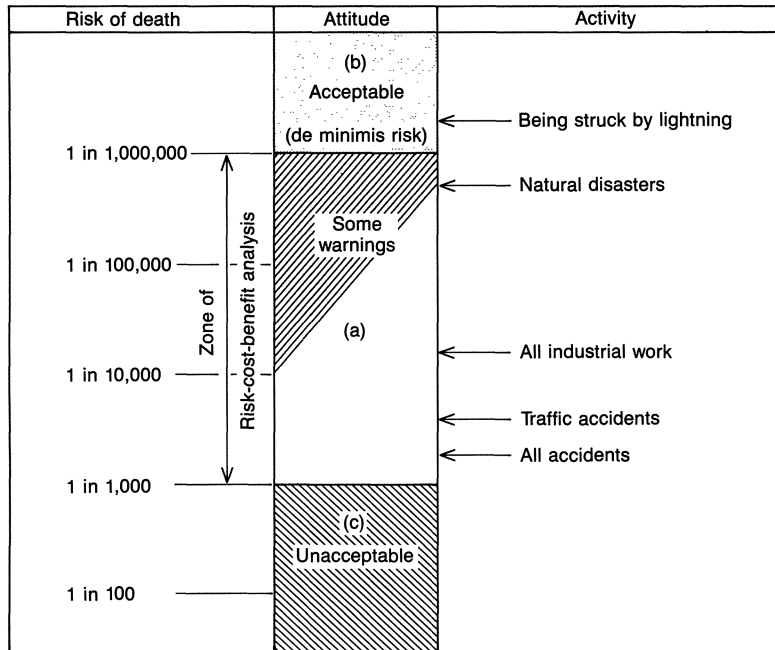 Risk of death
Attitude
Activity
(b)
Acceptable
(de minimis risk)
Being struck by lightning
1 in 1,000,000
Natural disasters
Some
warnings
1 in 100,000
Zone of
Risk-cost-benefit analysis
(a)
All industrial work
1 in 10,000
Traffic accidents
All accidents
1 in 1,000
(c)
Unacceptable
1 in 100